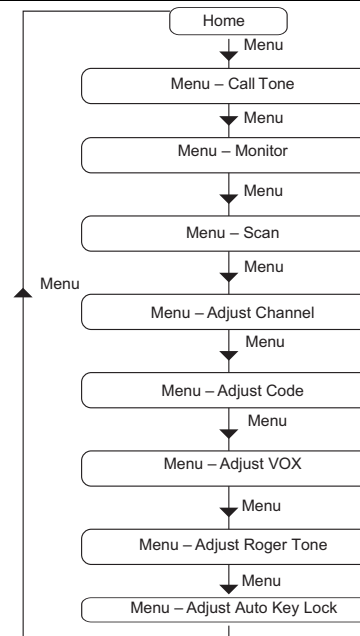 Home
Menu
Menu – Call Tone
Menu
Menu – Monitor
Menu
Menu – Scan
Menu
Menu
Menu – Adjust Channel
Menu
Menu – Adjust Code
Menu
Menu – Adjust VOX
Menu
Menu – Adjust Roger Tone
Menu
Menu – Adjust Auto Key Lock